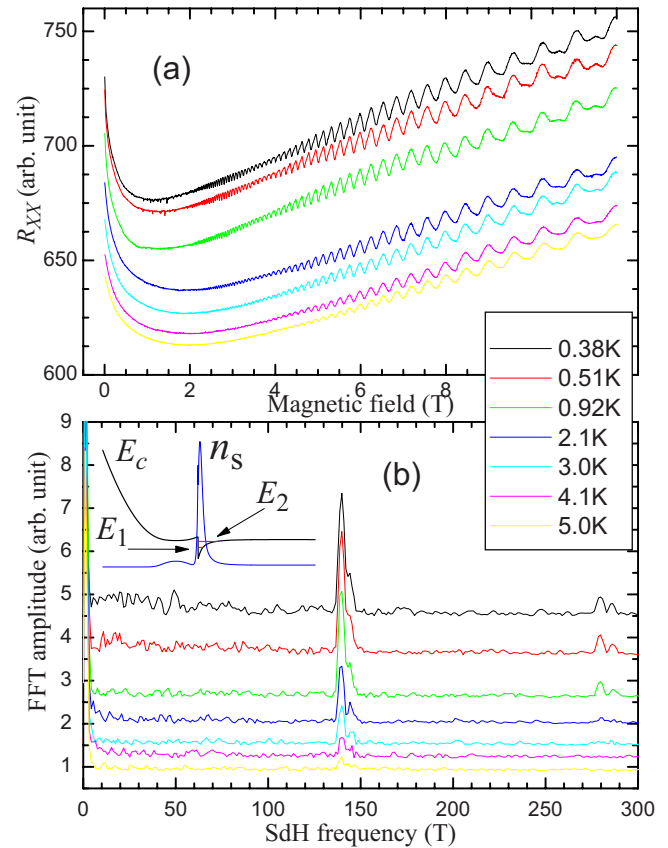 750
(a)
700
R_XX (arb. unit)
650
600
0 2 4 6 8
Magnetic field (T)
0.38K
0.51K
0.92K
2.1K
3.0K
4.1K
5.0K
9
8
7
6
5
4
3
2
1
FFT amplitude (arb. unit)
E_c
n_s
(b)
E_1
E_2
0 50 100 150 200 250 300
SdH frequency (T)